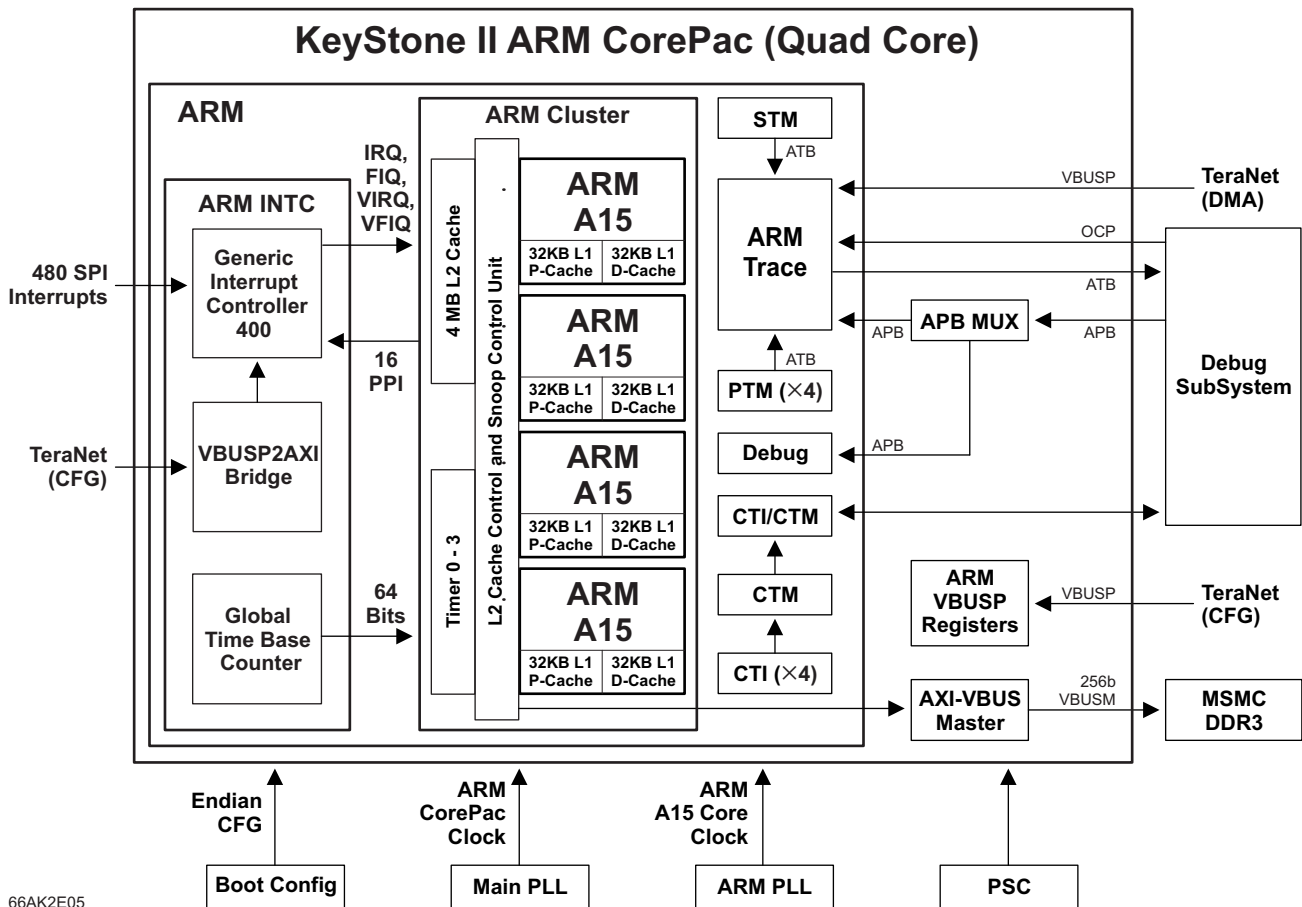 KeyStone II ARM CorePac (Quad Core)
ARM
ARM INTC
Generic
Interrupt
Controller
400
VBUSP2AXI
Bridge
Global
Time Base
Counter
480 SPI
Interrupts
TeraNet
(CFG)
IRQ,
FIQ,
VIRQ,
VFIQ
16
PPI
64
Bits
ARM Cluster
4 MB L2 Cache
Timer 0 - 3
L2 Cache Control and Snoop Control Unit
ARM
A15
32KB L1
P-Cache
32KB L1
D-Cache
ARM
A15
32KB L1
P-Cache
32KB L1
D-Cache
ARM
A15
32KB L1
P-Cache
32KB L1
D-Cache
ARM
A15
32KB L1
P-Cache
32KB L1
D-Cache
STM
ATB
ARM
Trace
ATB
PTM (×4)
Debug
CTI/CTM
CTM
CTI (×4)
VBUSP
TeraNet
(DMA)
OCP
ATB
APB
APB MUX
APB
APB
Debug
SubSystem
ARM
VBUSP
Registers
VBUSP
TeraNet
(CFG)
AXI-VBUS
Master
256b
VBUSM
MSMC
DDR3
Endian
CFG
ARM
CorePac
Clock
ARM
A15 Core
Clock
Boot Config
Main PLL
ARM PLL
PSC
66AK2E05